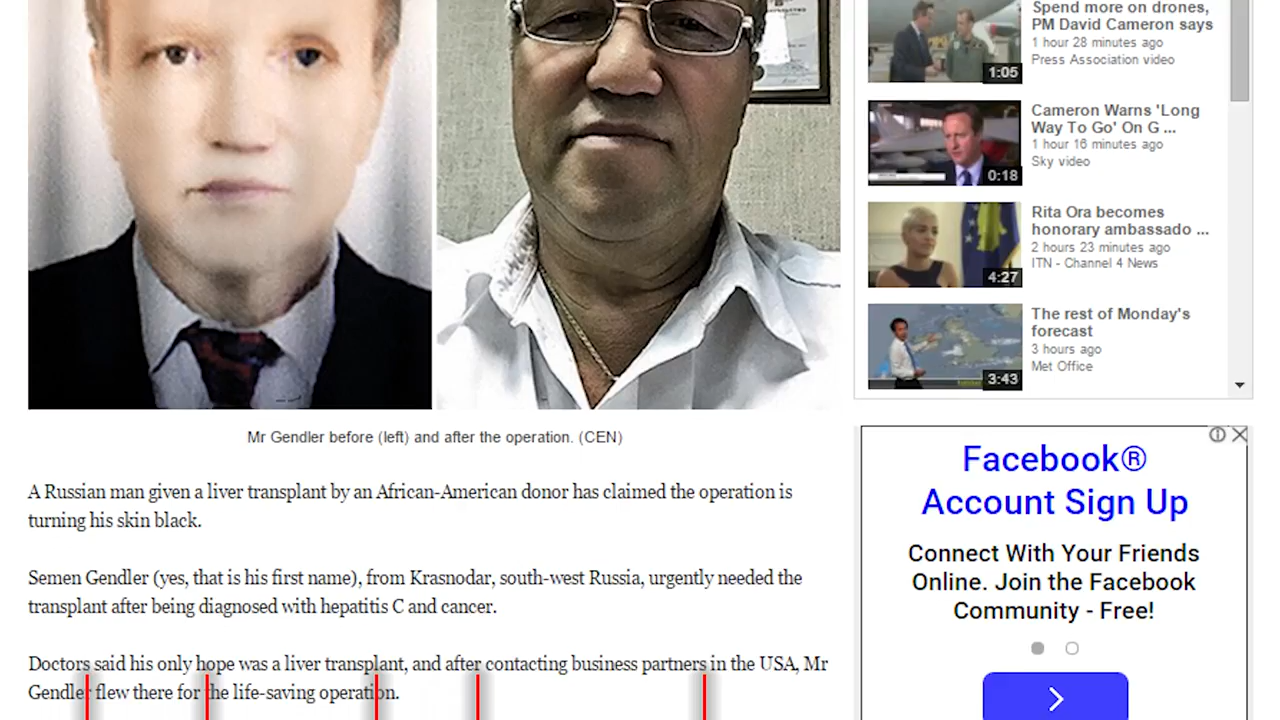 Mr Gendler before (left) and after the operation. (CEN)
A Russian man given a liver transplant by an African-American donor has claimed the operation is
turning his skin black.
Semen Gendler (yes, that is his first name), from Krasnodar, south-west Russia, urgently needed the
transplant after being diagnosed with hepatitis C and cancer.
Doctors said his only hope was a liver transplant, and after contacting business partners in the USA, Mr
Gendler flew there for the life-saving operation.
Spend more on drones,
PM David Cameron says
1 hour 28 minutes ago
Press Association video
1:05
Cameron Warns 'Long
Way To Go' On G ...
1 hour 16 minutes ago
Sky video
0:18
Rita Ora becomes
honorary ambassado ...
2 hours 23 minutes ago
ITN - Channel 4 News
4:27
The rest of Monday's
forecast
3 hours ago
Met Office
3:43
Facebook®
Account Sign Up
Connect With Your Friends
Online. Join the Facebook
Community - Free!